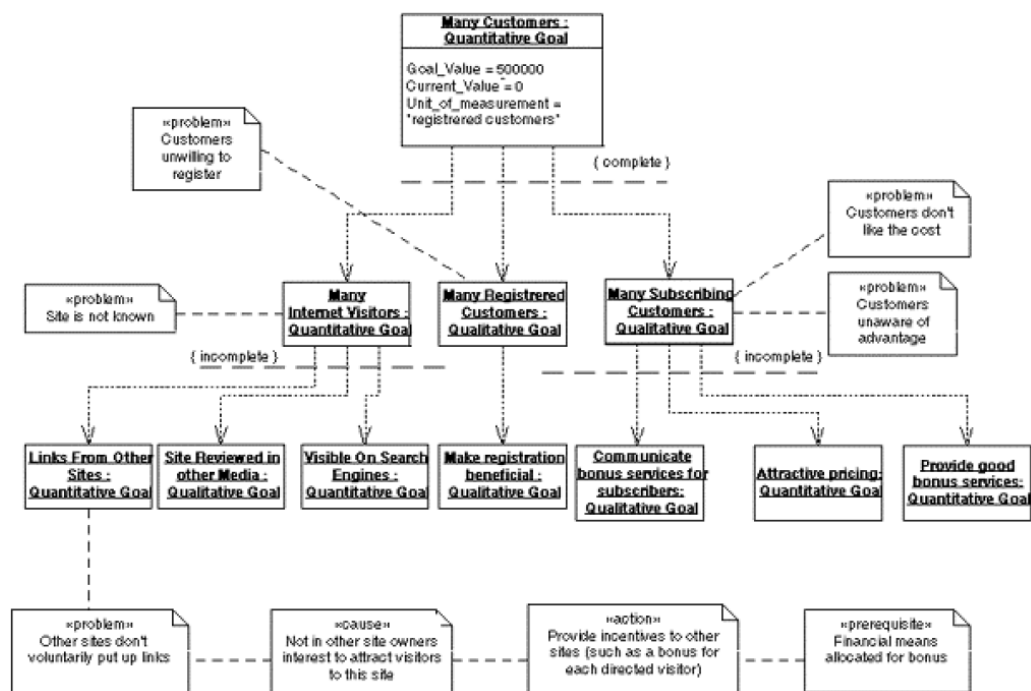 Many Customers :
Quantitative Goal
Goal_Value = 500000
Current_Value = 0
Unit_of_measurement =
"registrered customers"
«problem»
Customers
unwilling to
register
{ complete }
«problem»
Customers don't
like the cost
«problem»
Site is not known
Many
Internet Visitors :
Quantitative Goal
Many Registrered
Customers :
Qualitative Goal
Many Subscribing
Customers :
Qualitative Goal
«problem»
Customers
unaware of
advantage
{ incomplete }
{ incomplete }
Links From Other
Sites :
Quantitative Goal
Site Reviewed in
other Media :
Qualitative Goal
Visible On Search
Engines :
Quantitative Goal
Make registration
beneficial :
Qualitative Goal
Communicate
bonus services for
subscribers:
Qualitative Goal
Attractive pricing:
Quantitative Goal
Provide good
bonus services:
Quantitative Goal
«problem»
Other sites don't
voluntarily put up links
«cause»
Not in other site owners
interest to attract visitors
to this site
«action»
Provide incentives to other
sites (such as a bonus for
each directed visitor)
«prerequisite»
Financial means
allocated for bonus